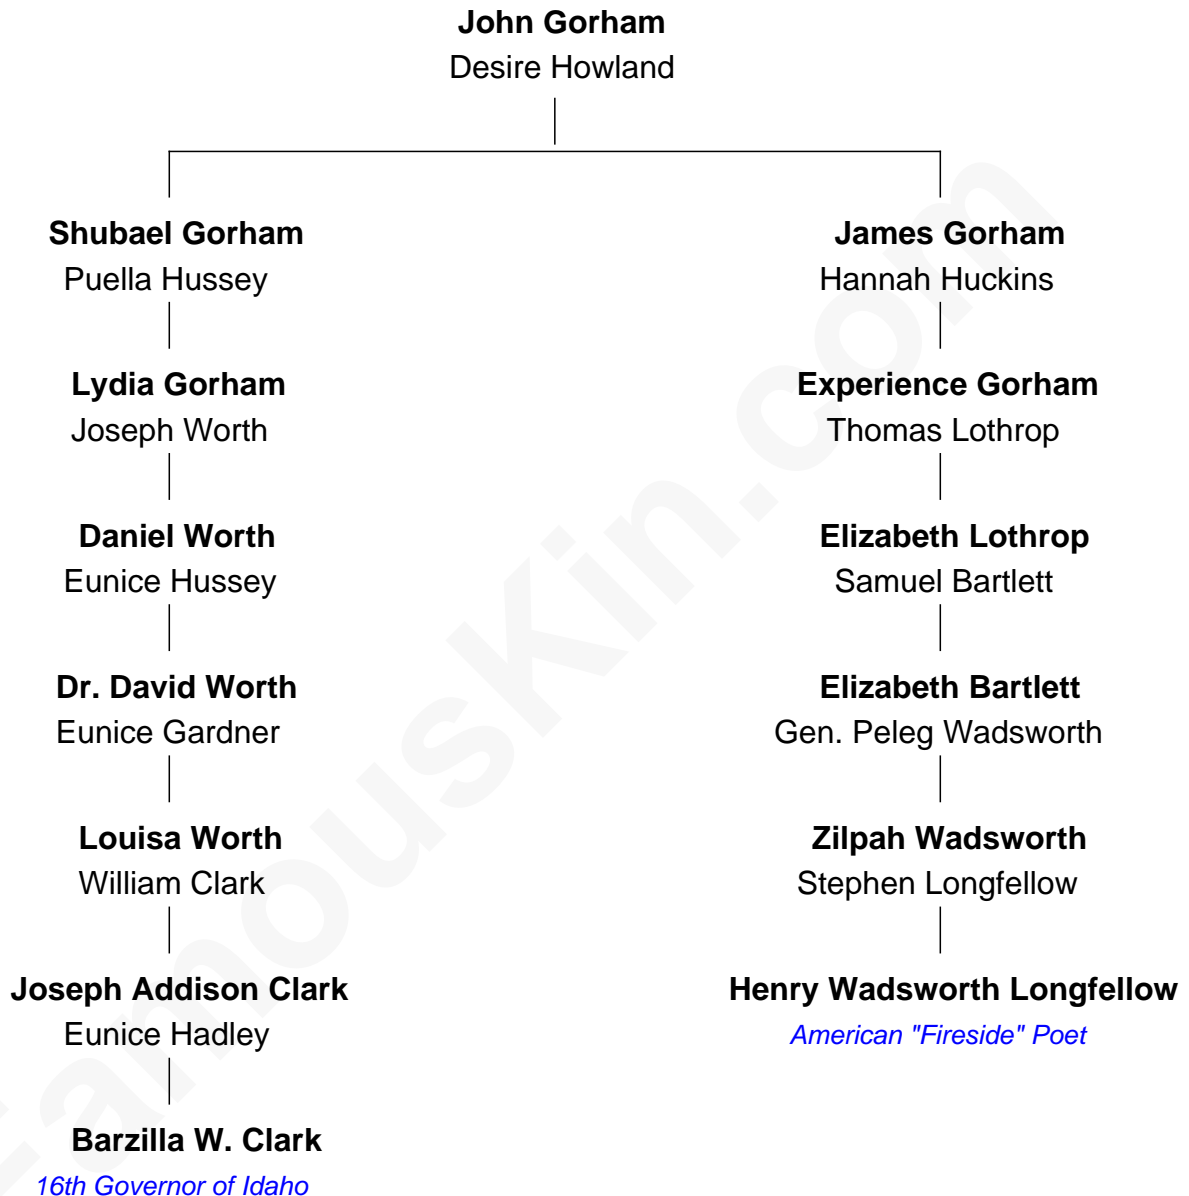 John Gorham
Desire Howland
Shubael Gorham
Puella Hussey
James Gorham
Hannah Huckins
Lydia Gorham
Joseph Worth
Experience Gorham
Thomas Lothrop
Daniel Worth
Eunice Hussey
Elizabeth Lothrop
Samuel Bartlett
Dr. David Worth
Eunice Gardner
Elizabeth Bartlett
Gen. Peleg Wadsworth
Louisa Worth
William Clark
Zilpah Wadsworth
Stephen Longfellow
Joseph Addison Clark
Eunice Hadley
Henry Wadsworth Longfellow
American "Fireside" Poet
Barzilla W. Clark
16th Governor of Idaho
FamousKin.com